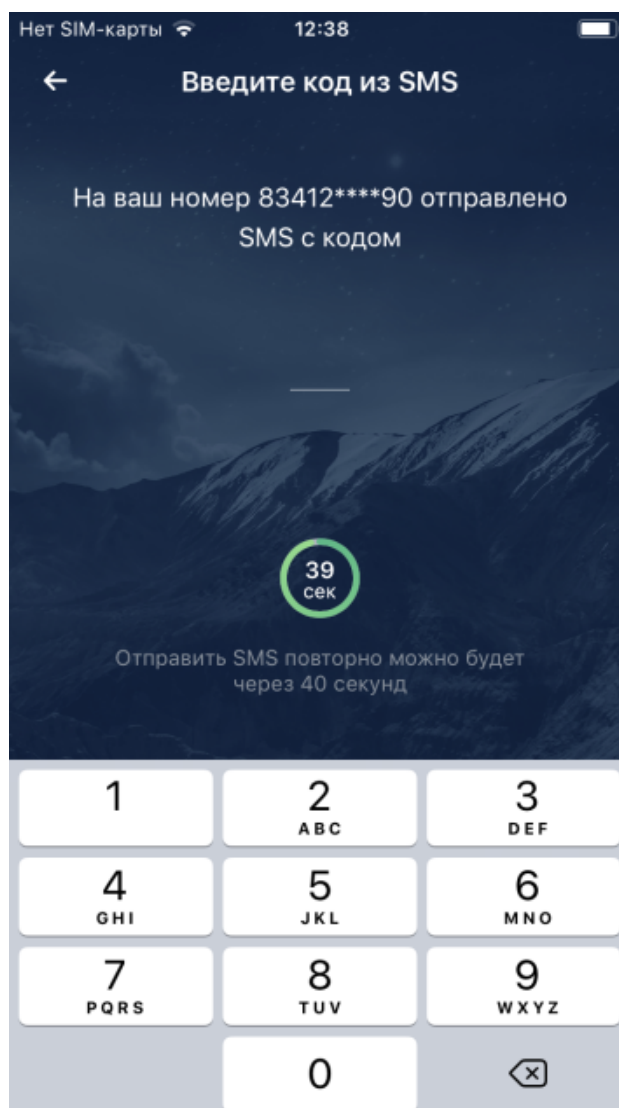 Нет SIM-карты 12:38
Введите код из SMS
На ваш номер 83412****90 отправлено
SMS с кодом
39
сек
Отправить SMS повторно можно будет
через 40 секунд
1 2 3
ABC DEF
4 5 6
GHI JKL MNO
7 8 9
PQRS TUV WXYZ
0